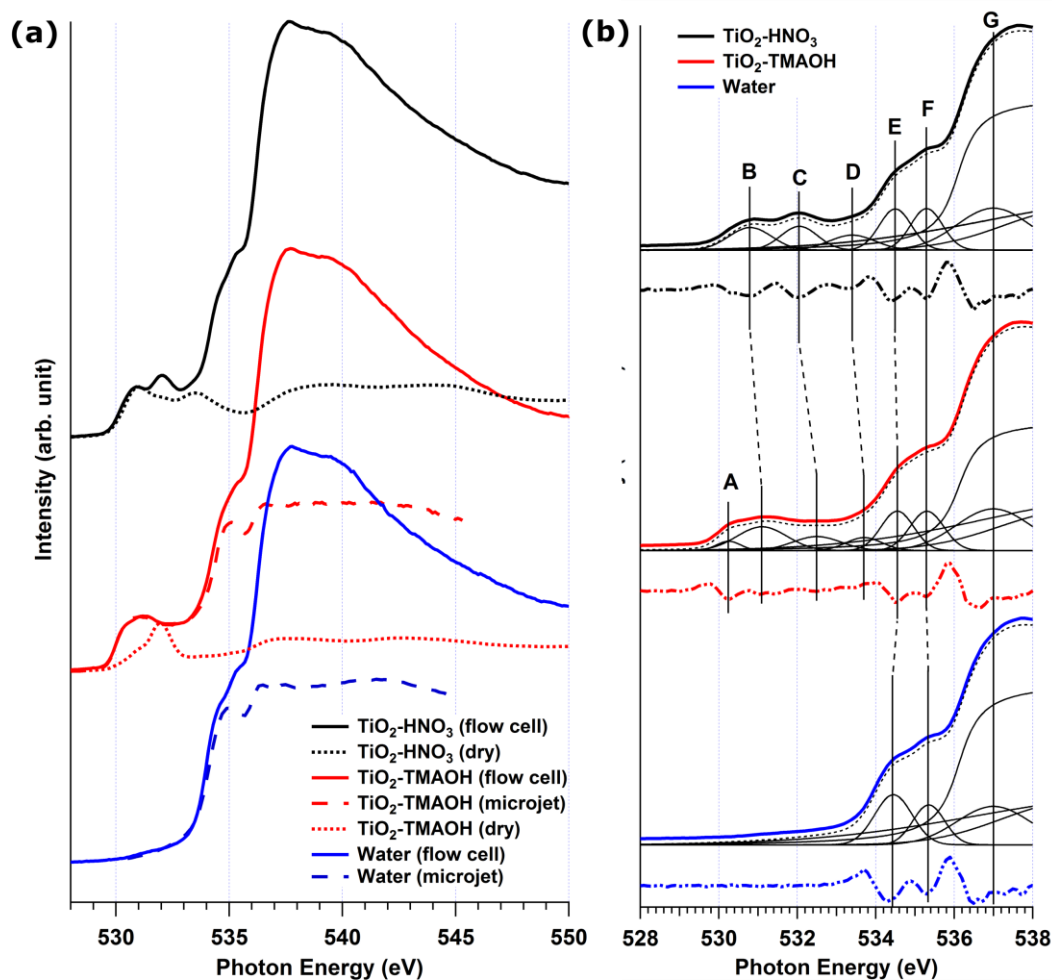 (a)
Intensity (arb. unit)
TiO2-HNO3 (flow cell)
TiO2-HNO3 (dry)
TiO2-TMAOH (flow cell)
TiO2-TMAOH (microjet)
TiO2-TMAOH (dry)
Water (flow cell)
Water (microjet)
530 535 540 545 550
Photon Energy (eV)
(b)
TiO2-HNO3
TiO2-TMAOH
Water
G
F
E
B C D
A
528 530 532 534 536 538
Photon Energy (eV)